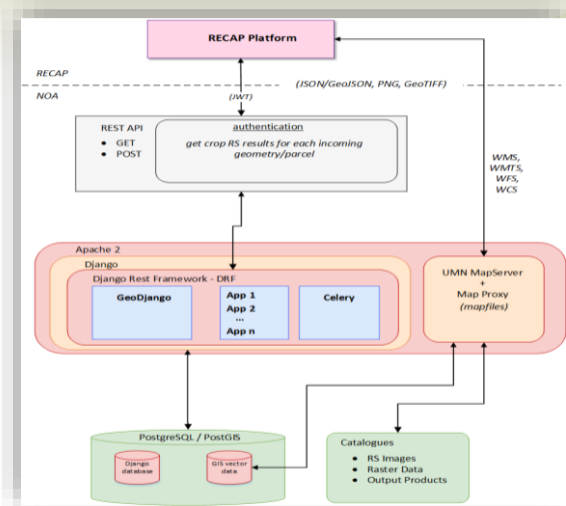 RECAP Platform
RECAP
(JSON/GeoJSON, PNG, GeoTIFF)
NOA
(JWT)
REST API
• GET
• POST
authentication
get crop RS results for each incoming
geometry/parcel
WMS,
WMTS,
WFS,
WCS
Apache 2
Django
Django Rest Framework - DRF
GeoDjango
App 1
App 2
...
App n
Celery
UMN MapServer
+
Map Proxy
(mapfiles)
PostgreSQL / PostGIS
Django
database
GIS vector
data
Catalogues
• RS Images
• Raster Data
• Output Products